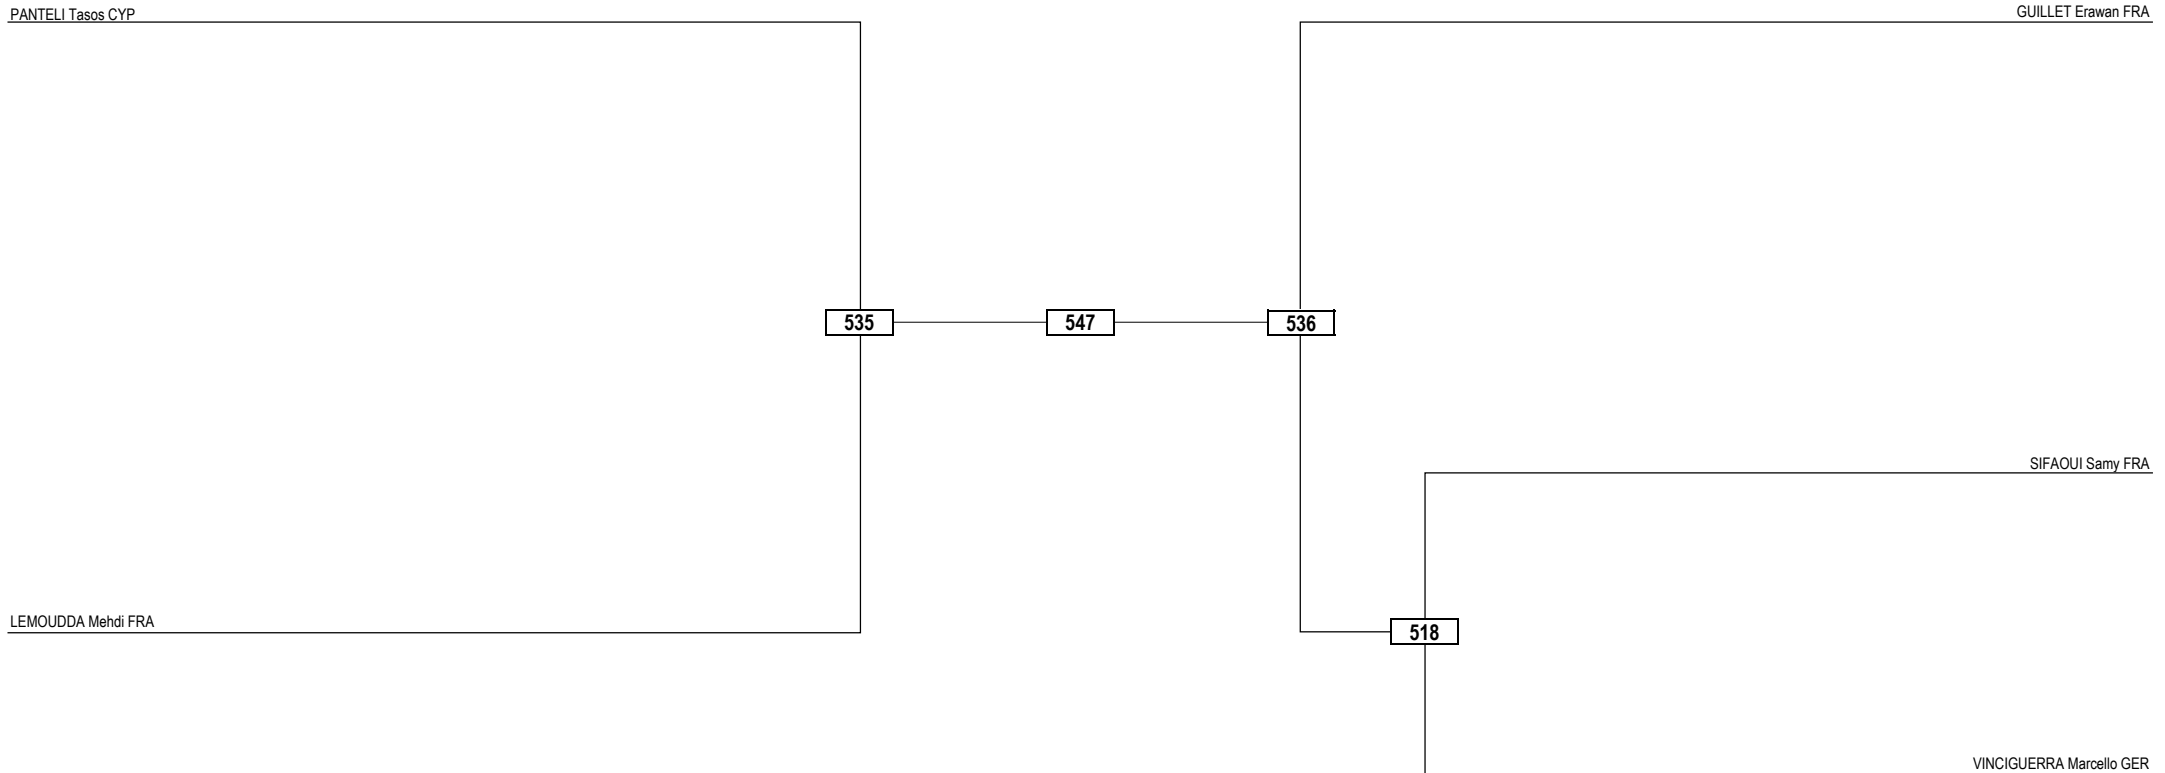 PANTELI Tasos CYP
GUILLET Erawan FRA
535
547
536
SIFAOUI Samy FRA
LEMOUDDA Mehdi FRA
518
VINCIGUERRA Marcello GER